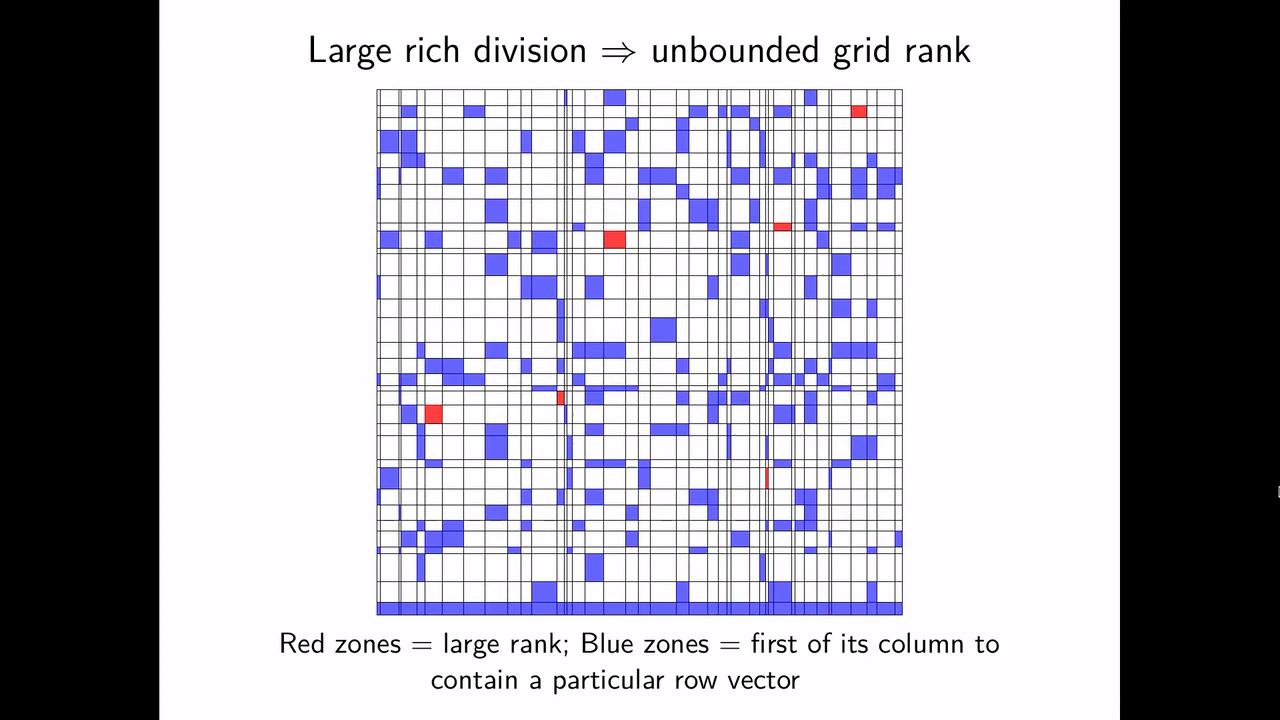 Large rich division ⇒ unbounded grid rank
Red zones = large rank; Blue zones = first of its column to
contain a particular row vector